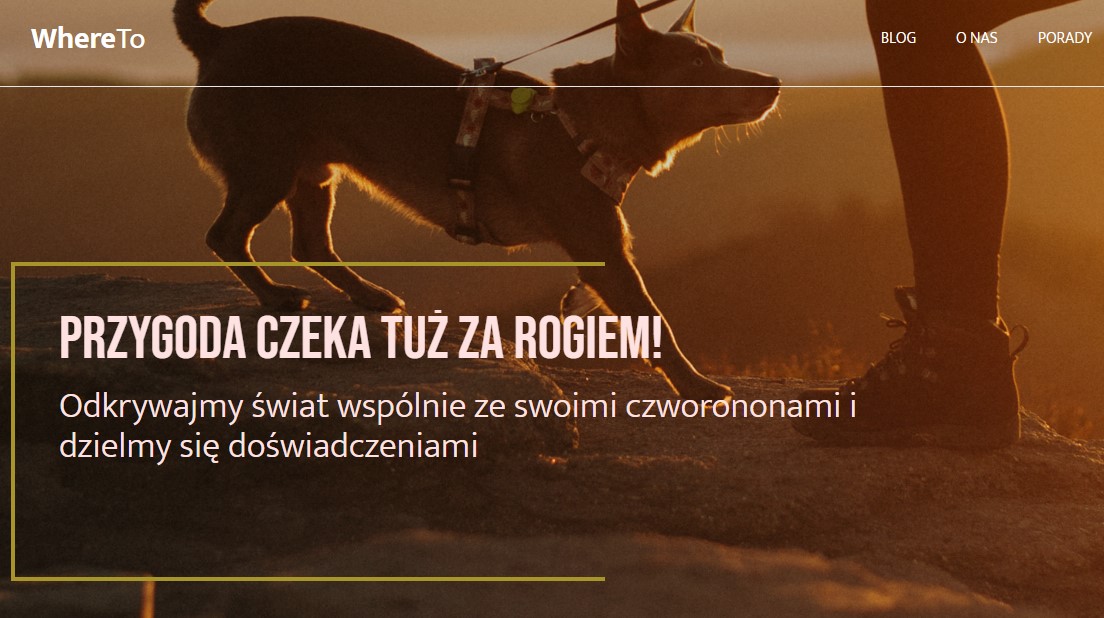 WhereTo
BLOG O NAS PORADY
PRZYGODA CZEKA TUŻ ZA ROGIEM!
Odkrywajmy świat wspólnie ze swoimi czworononami i
dzielmy się doświadczeniami